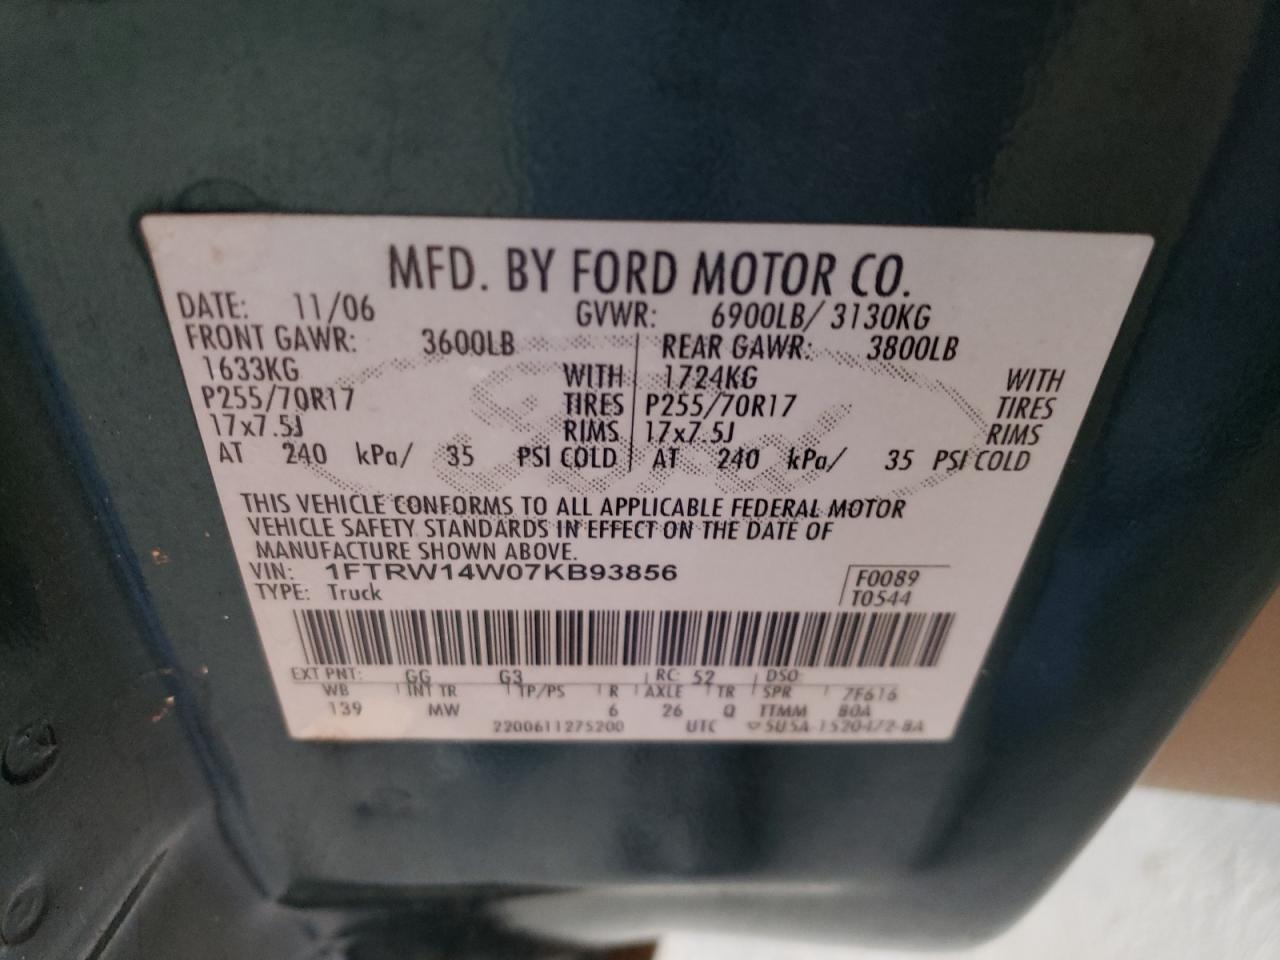 MFD. BY FORD MOTOR CO.
DATE: 11/06 GVWR: 6900LB/ 3130KG
FRONT GAWR: 3600LB REAR GAWR: 3800LB
1633KG WITH 1724KG WITH
P255/70R17 TIRES P255/70R17 TIRES
17x7.5J RIMS 17x7.5J RIMS
AT 240 kPa/ 35 PSI COLD AT 240 kPa/ 35 PSI COLD
THIS VEHICLE CONFORMS TO ALL APPLICABLE FEDERAL MOTOR
VEHICLE SAFETY STANDARDS IN EFFECT ON THE DATE OF
MANUFACTURE SHOWN ABOVE.
VIN: 1FTRW14W07KB93856 F0089
TYPE: Truck T0544
EXT PNT: GG G3 RC: 52 DSO:
WB INT TR TP/PS R AXLE TR SPR 7F616
139 MW 6 26 Q TTMM 80A
2200611275200 UTC 5U5A-1520472-BA